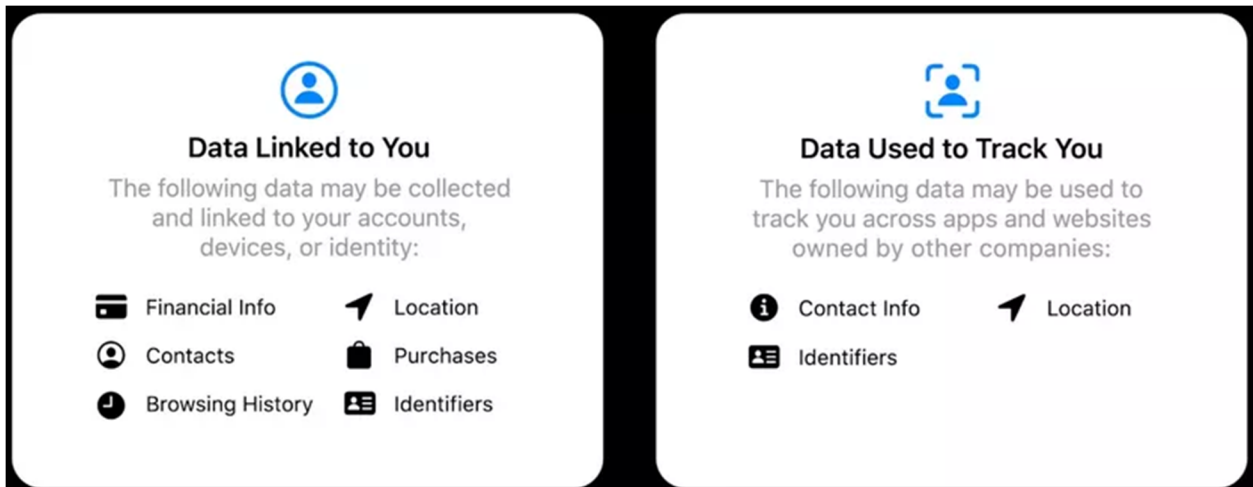 Data Linked to You
The following data may be collected
and linked to your accounts,
devices, or identity:
Financial Info
Location
Contacts
Purchases
Browsing History
Identifiers
Data Used to Track You
The following data may be used to
track you across apps and websites
owned by other companies:
Contact Info
Location
Identifiers